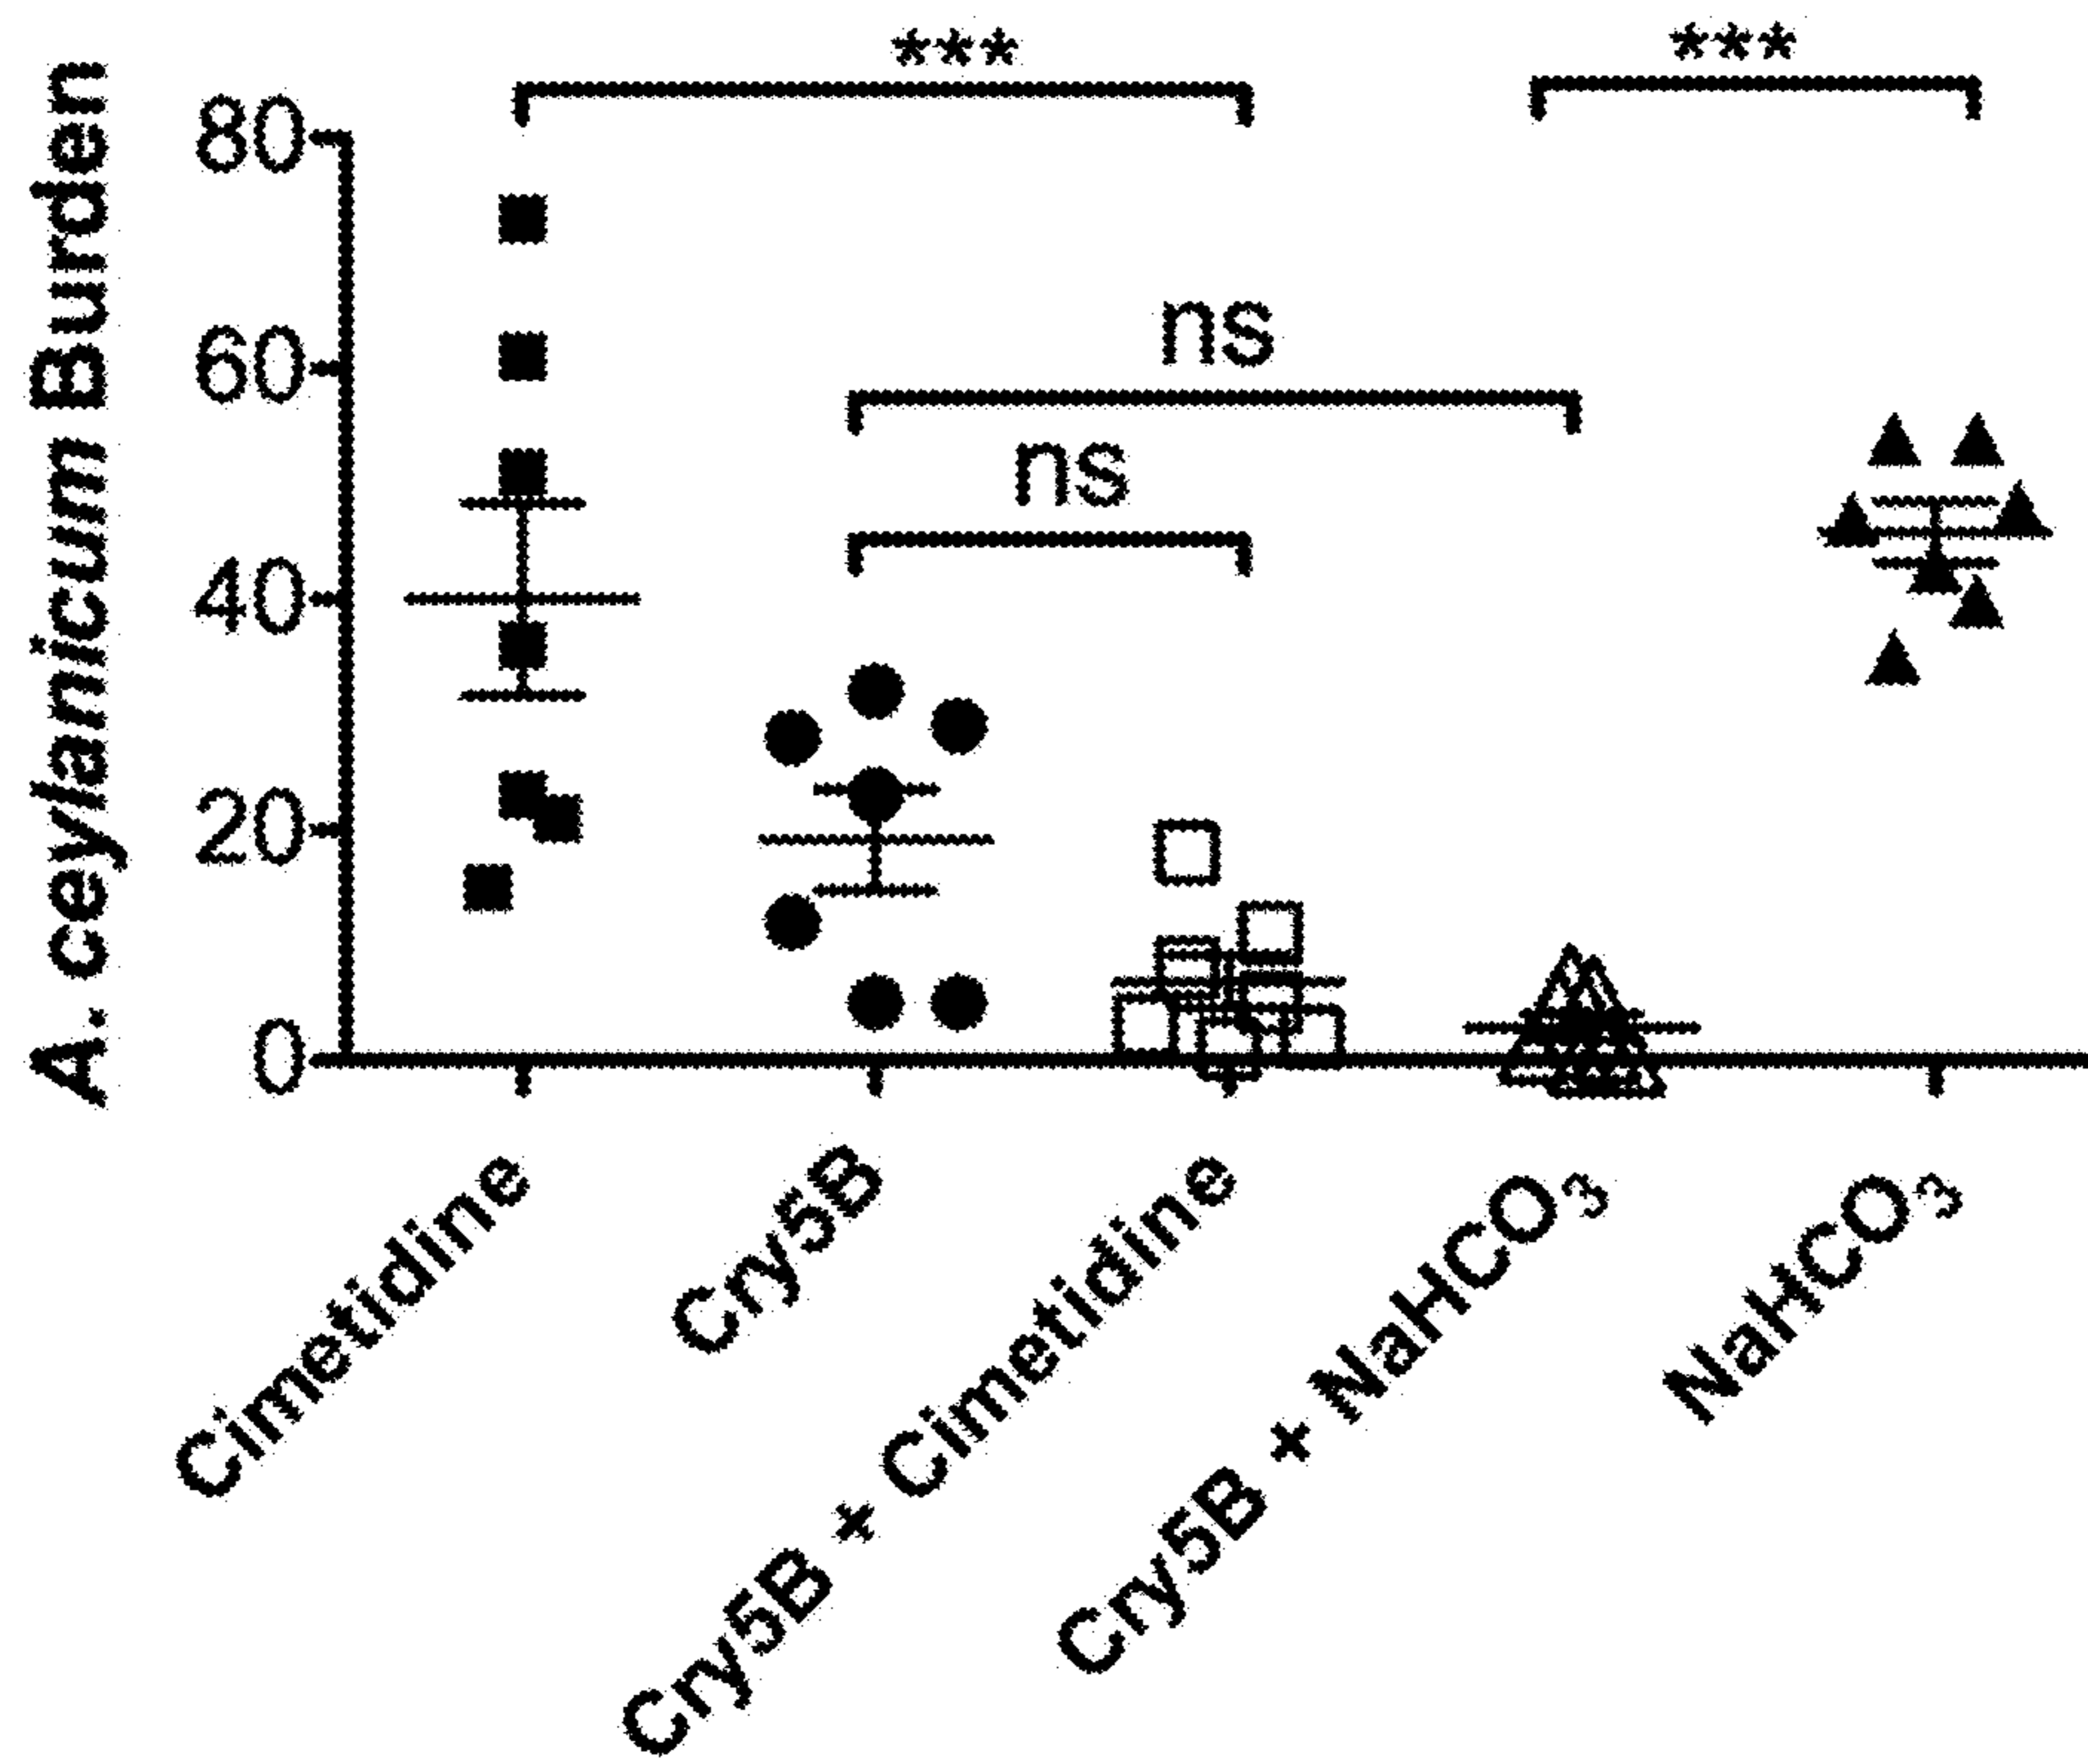 ***
***
A. ceylanicum Burden
80
60
40
20
0
ns
ns
Cimetidine
Cry5B
Cry5B + Cimetidine
Cry5B + NaHCO3
NaHCO3